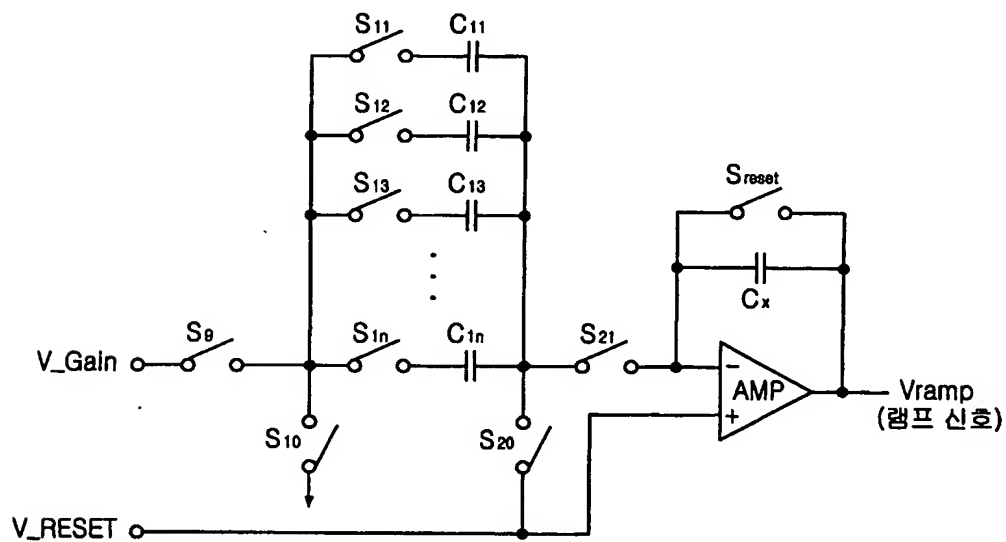 S11
C11
S12
C12
S13
C13
Sreset
Cx
S9
S1n
C1n
S21
V_Gain
AMP
-
+
Vramp
(램프 신호)
S10
S20
V_RESET